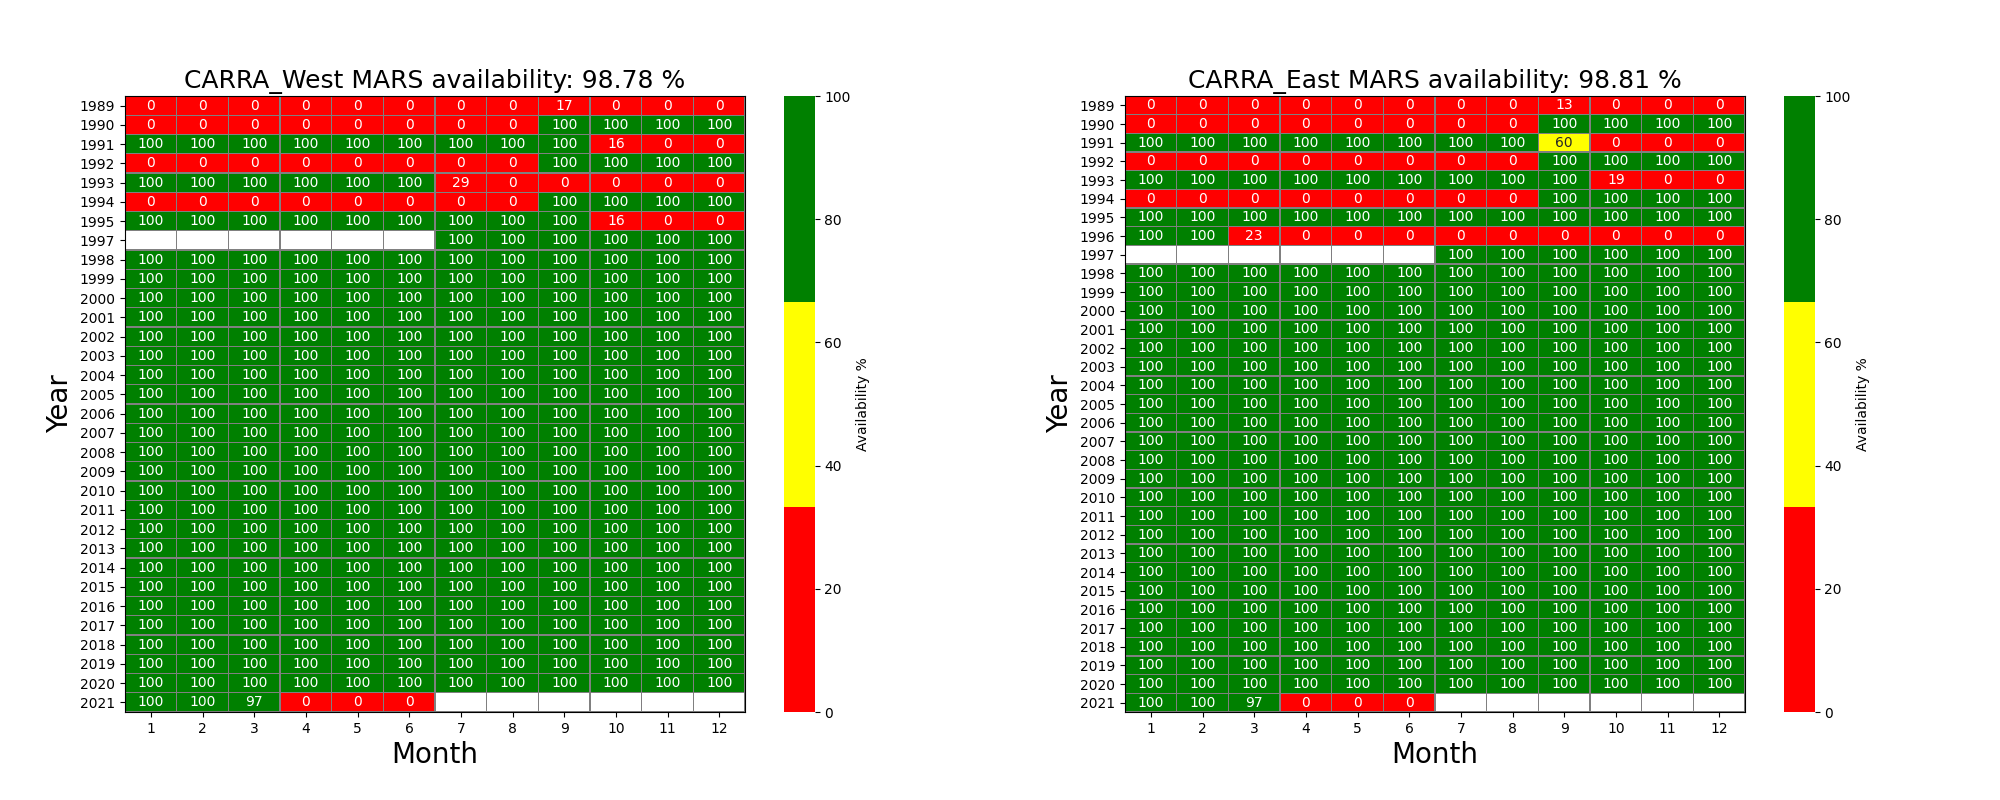 CARRA_West MARS availability: 98.78 %
1989 0 0 0 0 0 0 0 0 17 0 0 0
1990 0 0 0 0 0 0 0 0 100 100 100 100
1991 100 100 100 100 100 100 100 100 100 16 0 0
1992 0 0 0 0 0 0 0 0 100 100 100 100
1993 100 100 100 100 100 100 29 0 0 0 0 0
1994 0 0 0 0 0 0 0 0 100 100 100 100
1995 100 100 100 100 100 100 100 100 100 16 0 0
1997 100 100 100 100 100 100
1998 100 100 100 100 100 100 100 100 100 100 100 100
1999 100 100 100 100 100 100 100 100 100 100 100 100
2000 100 100 100 100 100 100 100 100 100 100 100 100
2001 100 100 100 100 100 100 100 100 100 100 100 100
2002 100 100 100 100 100 100 100 100 100 100 100 100
2003 100 100 100 100 100 100 100 100 100 100 100 100
2004 100 100 100 100 100 100 100 100 100 100 100 100
2005 100 100 100 100 100 100 100 100 100 100 100 100
2006 100 100 100 100 100 100 100 100 100 100 100 100
2007 100 100 100 100 100 100 100 100 100 100 100 100
2008 100 100 100 100 100 100 100 100 100 100 100 100
2009 100 100 100 100 100 100 100 100 100 100 100 100
2010 100 100 100 100 100 100 100 100 100 100 100 100
2011 100 100 100 100 100 100 100 100 100 100 100 100
2012 100 100 100 100 100 100 100 100 100 100 100 100
2013 100 100 100 100 100 100 100 100 100 100 100 100
2014 100 100 100 100 100 100 100 100 100 100 100 100
2015 100 100 100 100 100 100 100 100 100 100 100 100
2016 100 100 100 100 100 100 100 100 100 100 100 100
2017 100 100 100 100 100 100 100 100 100 100 100 100
2018 100 100 100 100 100 100 100 100 100 100 100 100
2019 100 100 100 100 100 100 100 100 100 100 100 100
2020 100 100 100 100 100 100 100 100 100 100 100 100
2021 100 100 97 0 0 0
1 2 3 4 5 6 7 8 9 10 11 12
Month
Year
100
80
60
40
20
0
Availability %
CARRA_East MARS availability: 98.81 %
1989 0 0 0 0 0 0 0 0 13 0 0 0
1990 0 0 0 0 0 0 0 0 100 100 100 100
1991 100 100 100 100 100 100 100 100 60 0 0 0
1992 0 0 0 0 0 0 0 0 100 100 100 100
1993 100 100 100 100 100 100 100 100 100 19 0 0
1994 0 0 0 0 0 0 0 0 100 100 100 100
1995 100 100 100 100 100 100 100 100 100 100 100 100
1996 100 100 23 0 0 0 0 0 0 0 0 0
1997 100 100 100 100 100 100
1998 100 100 100 100 100 100 100 100 100 100 100 100
1999 100 100 100 100 100 100 100 100 100 100 100 100
2000 100 100 100 100 100 100 100 100 100 100 100 100
2001 100 100 100 100 100 100 100 100 100 100 100 100
2002 100 100 100 100 100 100 100 100 100 100 100 100
2003 100 100 100 100 100 100 100 100 100 100 100 100
2004 100 100 100 100 100 100 100 100 100 100 100 100
2005 100 100 100 100 100 100 100 100 100 100 100 100
2006 100 100 100 100 100 100 100 100 100 100 100 100
2007 100 100 100 100 100 100 100 100 100 100 100 100
2008 100 100 100 100 100 100 100 100 100 100 100 100
2009 100 100 100 100 100 100 100 100 100 100 100 100
2010 100 100 100 100 100 100 100 100 100 100 100 100
2011 100 100 100 100 100 100 100 100 100 100 100 100
2012 100 100 100 100 100 100 100 100 100 100 100 100
2013 100 100 100 100 100 100 100 100 100 100 100 100
2014 100 100 100 100 100 100 100 100 100 100 100 100
2015 100 100 100 100 100 100 100 100 100 100 100 100
2016 100 100 100 100 100 100 100 100 100 100 100 100
2017 100 100 100 100 100 100 100 100 100 100 100 100
2018 100 100 100 100 100 100 100 100 100 100 100 100
2019 100 100 100 100 100 100 100 100 100 100 100 100
2020 100 100 100 100 100 100 100 100 100 100 100 100
2021 100 100 97 0 0 0
1 2 3 4 5 6 7 8 9 10 11 12
Month
Year
100
80
60
40
20
0
Availability %